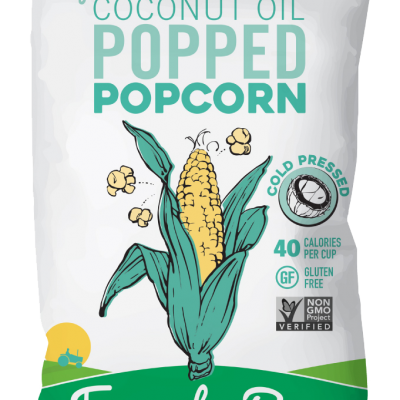 COCONUT OIL
POPPED
POPCORN
COLD PRESSED
40 CALORIES
PER CUP
GF GLUTEN
FREE
NON
GMO
Project
VERIFIED